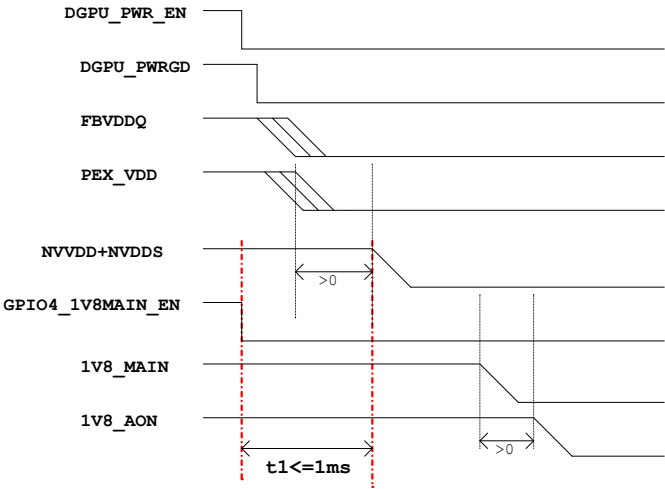 DGPU_PWR_EN
DGPU_PWRGD
FBVDDQ
PEX_VDD
NVVDD+NVDDS
>0
GPIO4_1V8MAIN_EN
1V8_MAIN
1V8_AON
>0
t1<=1ms